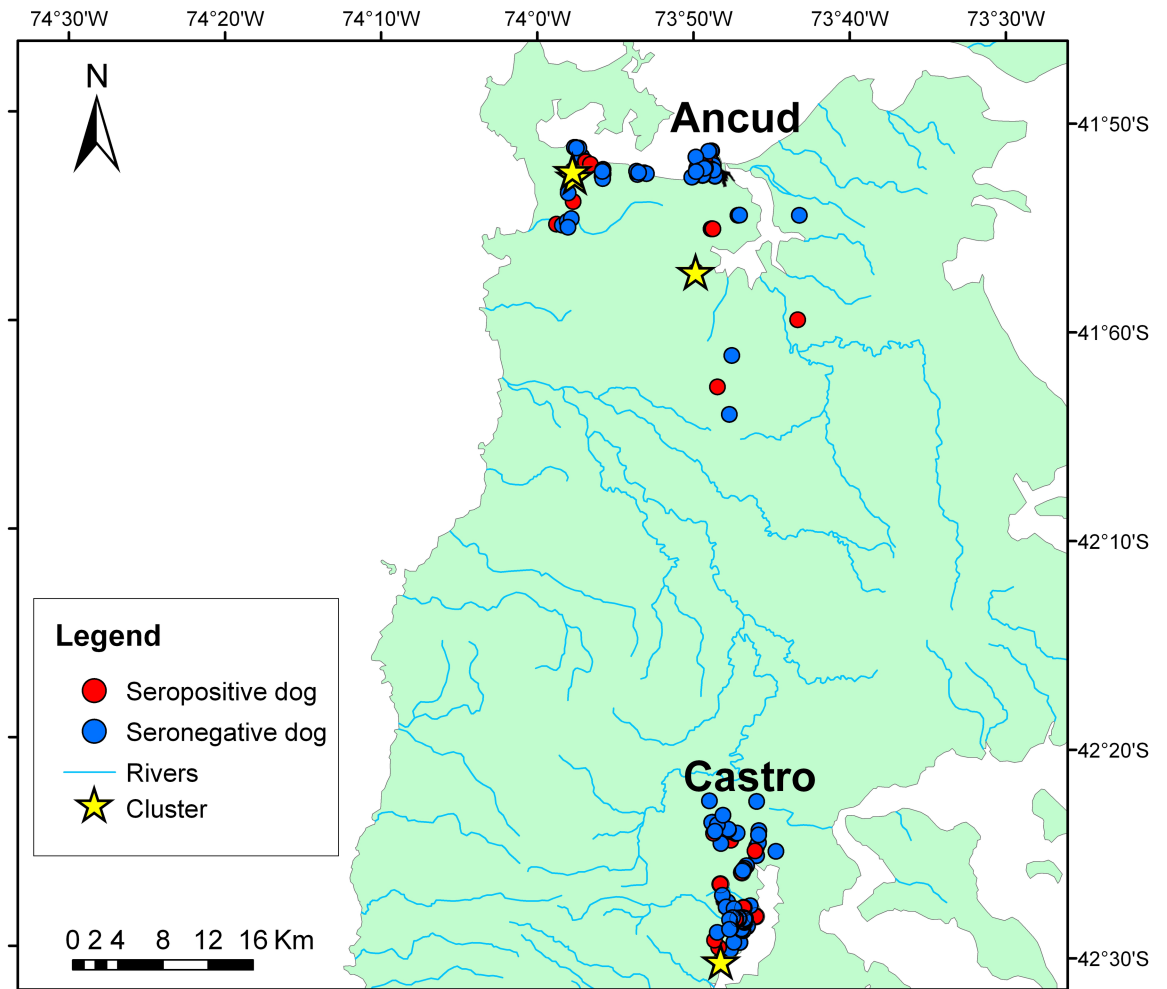 74°30'W 74°20'W 74°10'W 74°0'W 73°50'W 73°40'W 73°30'W
N
Ancud
41°50'S
41°60'S
42°10'S
Legend
Seropositive dog
Seronegative dog
Rivers
Cluster
42°20'S
Castro
0 2 4 8 12 16 Km
42°30'S